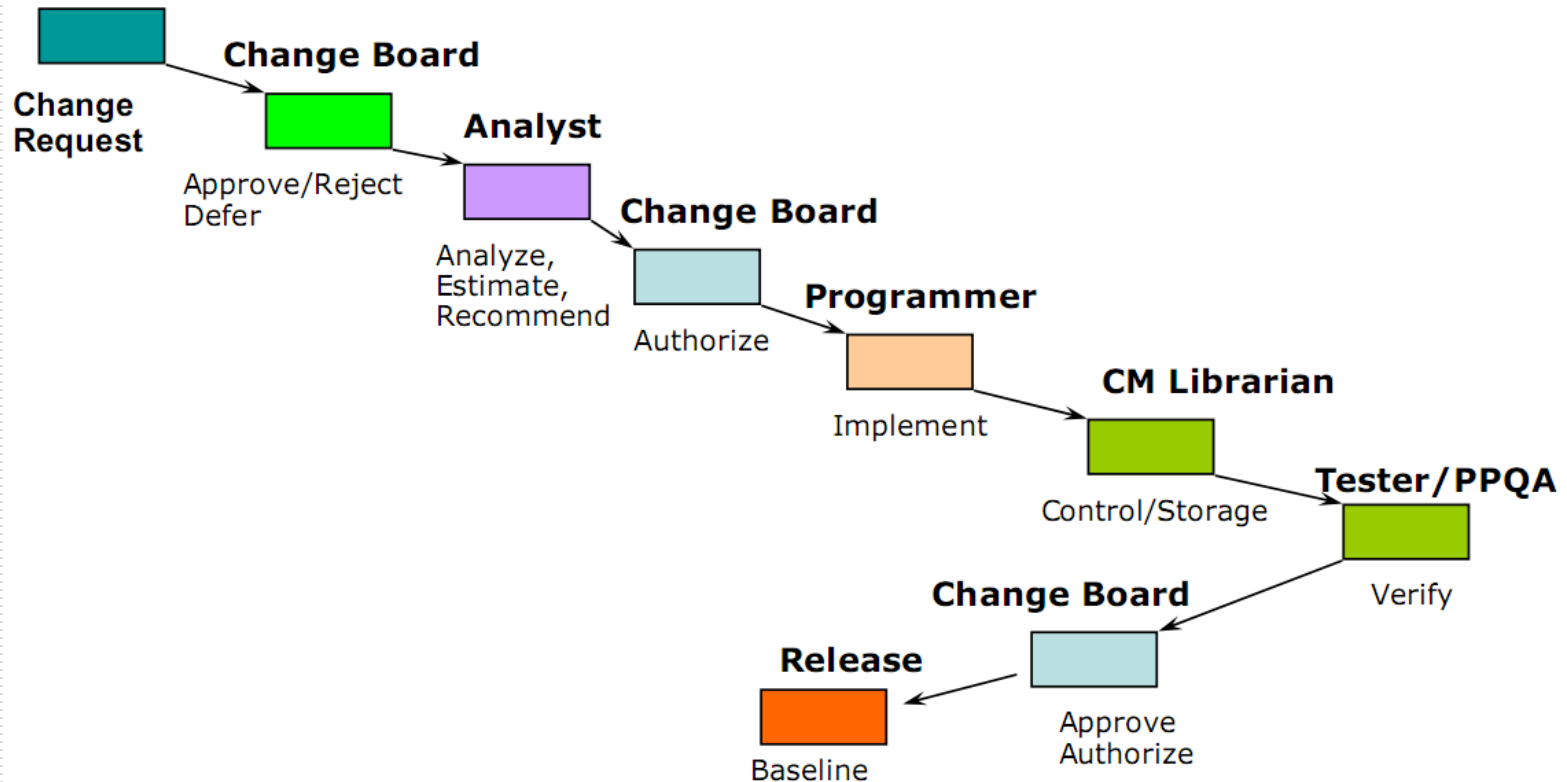 Change Board
Change
Request
Analyst
Approve/Reject
Defer
Change Board
Analyze,
Estimate,
Recommend
Programmer
Authorize
CM Librarian
Implement
Tester/PPQA
Control/Storage
Verify
Change Board
Release
Approve
Authorize
Baseline